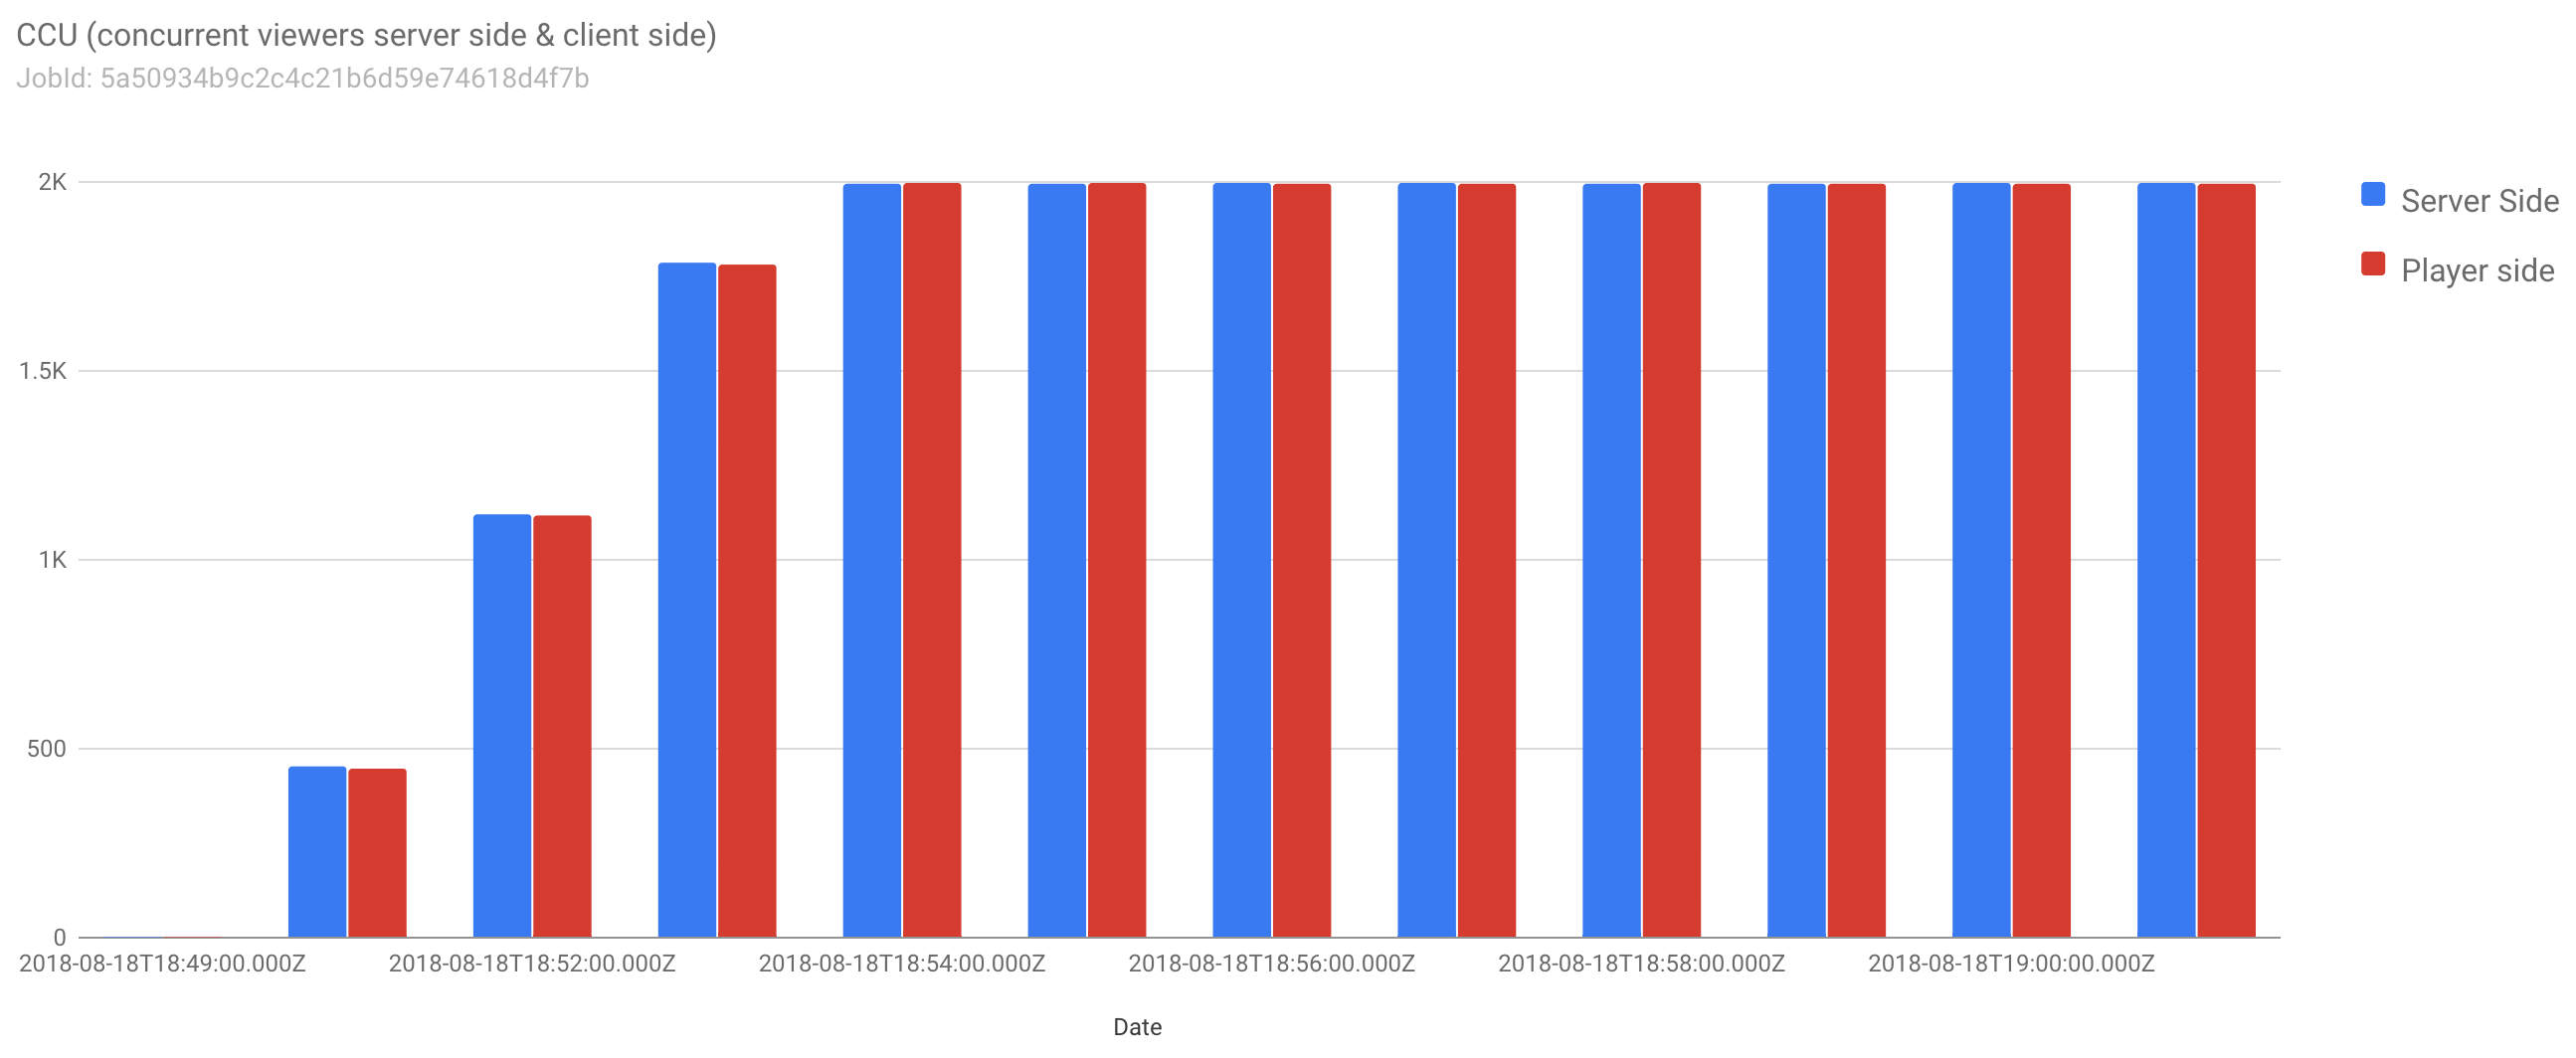 CCU (concurrent viewers server side & client side)
JobId: 5a50934b9c2c4c21b6d59e74618d4f7b
2K
1.5K
1K
500
0
Server Side
Player side
2018-08-18T18:49:00.000Z
2018-08-18T18:52:00.000Z
2018-08-18T18:54:00.000Z
2018-08-18T18:56:00.000Z
2018-08-18T18:58:00.000Z
2018-08-18T19:00:00.000Z
Date